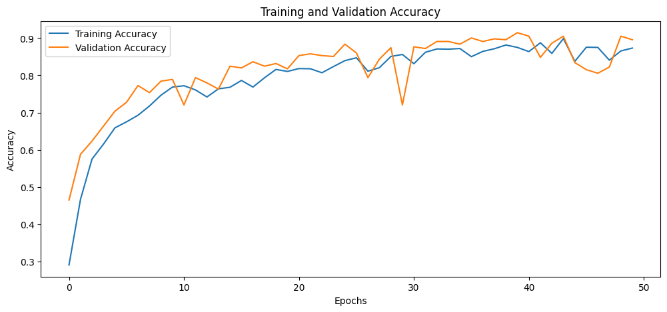 Training and Validation Accuracy
Training Accuracy
Validation Accuracy
Accuracy
0.9
0.8
0.7
0.6
0.5
0.4
0.3
0 10 20 30 40 50
Epochs